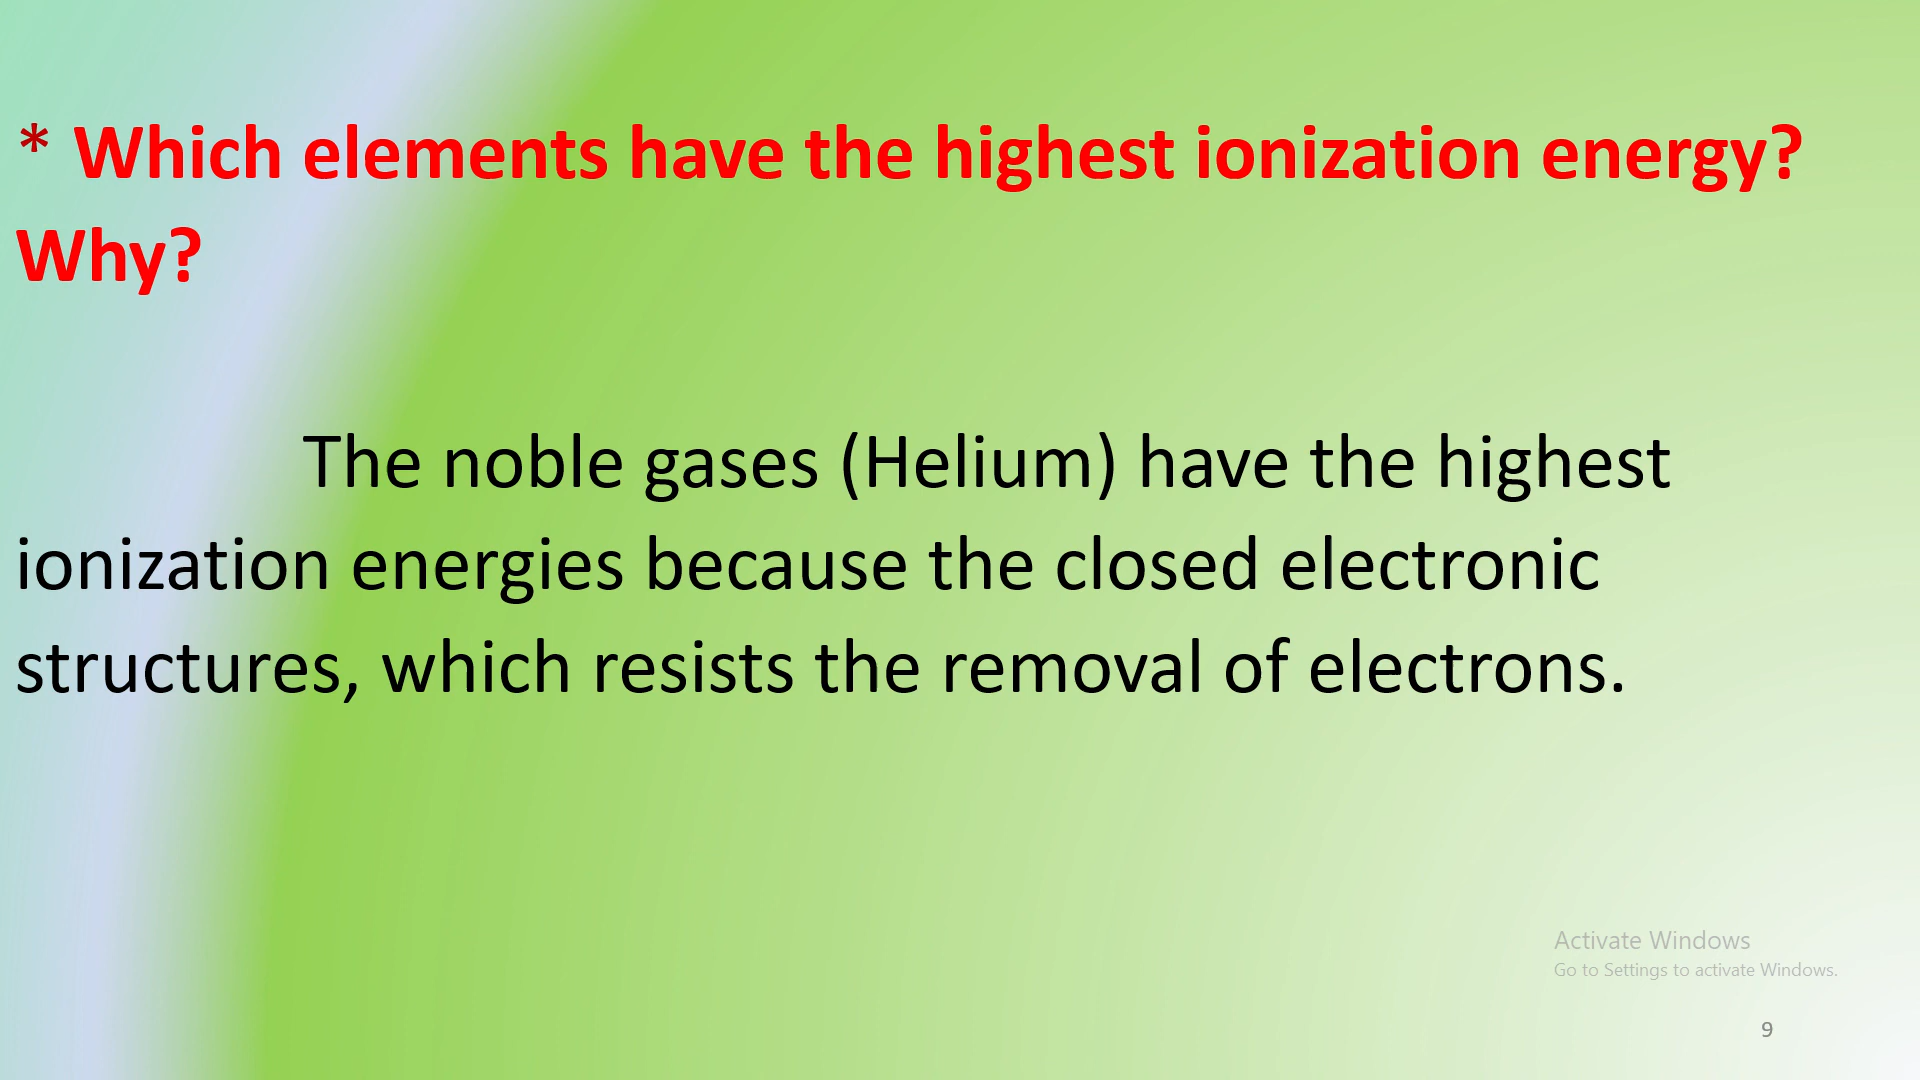 * Which elements have the highest ionization energy?
Why?
The noble gases (Helium) have the highest
ionization energies because the closed electronic
structures, which resists the removal of electrons.
Activate Windows
Go to Settings to activate Windows.
9